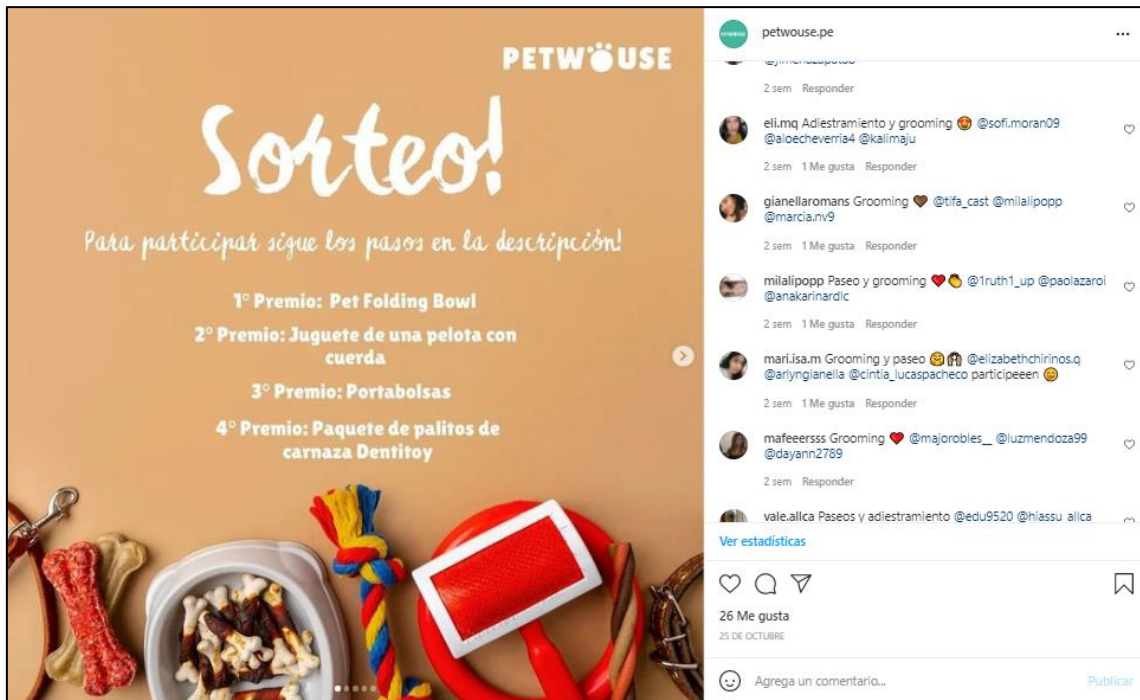 PETWOUSE
Sorteo!
Para participar sigue los pasos en la descripción!
1° Premio: Pet Folding Bowl
2° Premio: Juguete de una pelota con
cuerda
3° Premio: Portabolsas
4° Premio: Paquete de palitos de
carnaza Dentitoy
petwouse.pe
2 sem Responder
eli.mq Adiestramiento y grooming 😍 @sofi.moran09
@aloecheverria4 @kalimaju
2 sem 1 Me gusta Responder
gianellaromans Grooming 🤎 @tifa_cast @milalipopp
@marcia.nv9
2 sem 1 Me gusta Responder
milalipopp Paseo y grooming ❤️👏 @1ruth1_up @paolazaroi
@anakarinardlc
2 sem 1 Me gusta Responder
mari.isa.m Grooming y paseo 🤗🙈 @elizabethchirinos.q
@arlyngianella @cintia_lucaspacheco participeeen 😊
2 sem 1 Me gusta Responder
mafeeersss Grooming ❤️ @majorobles__ @luzmendoza99
@dayann2789
2 sem Responder
vale.allca Paseos y adiestramiento @edu9520 @hiassu_allca
Ver estadísticas
26 Me gusta
25 DE OCTUBRE
Agrega un comentario...
Publicar